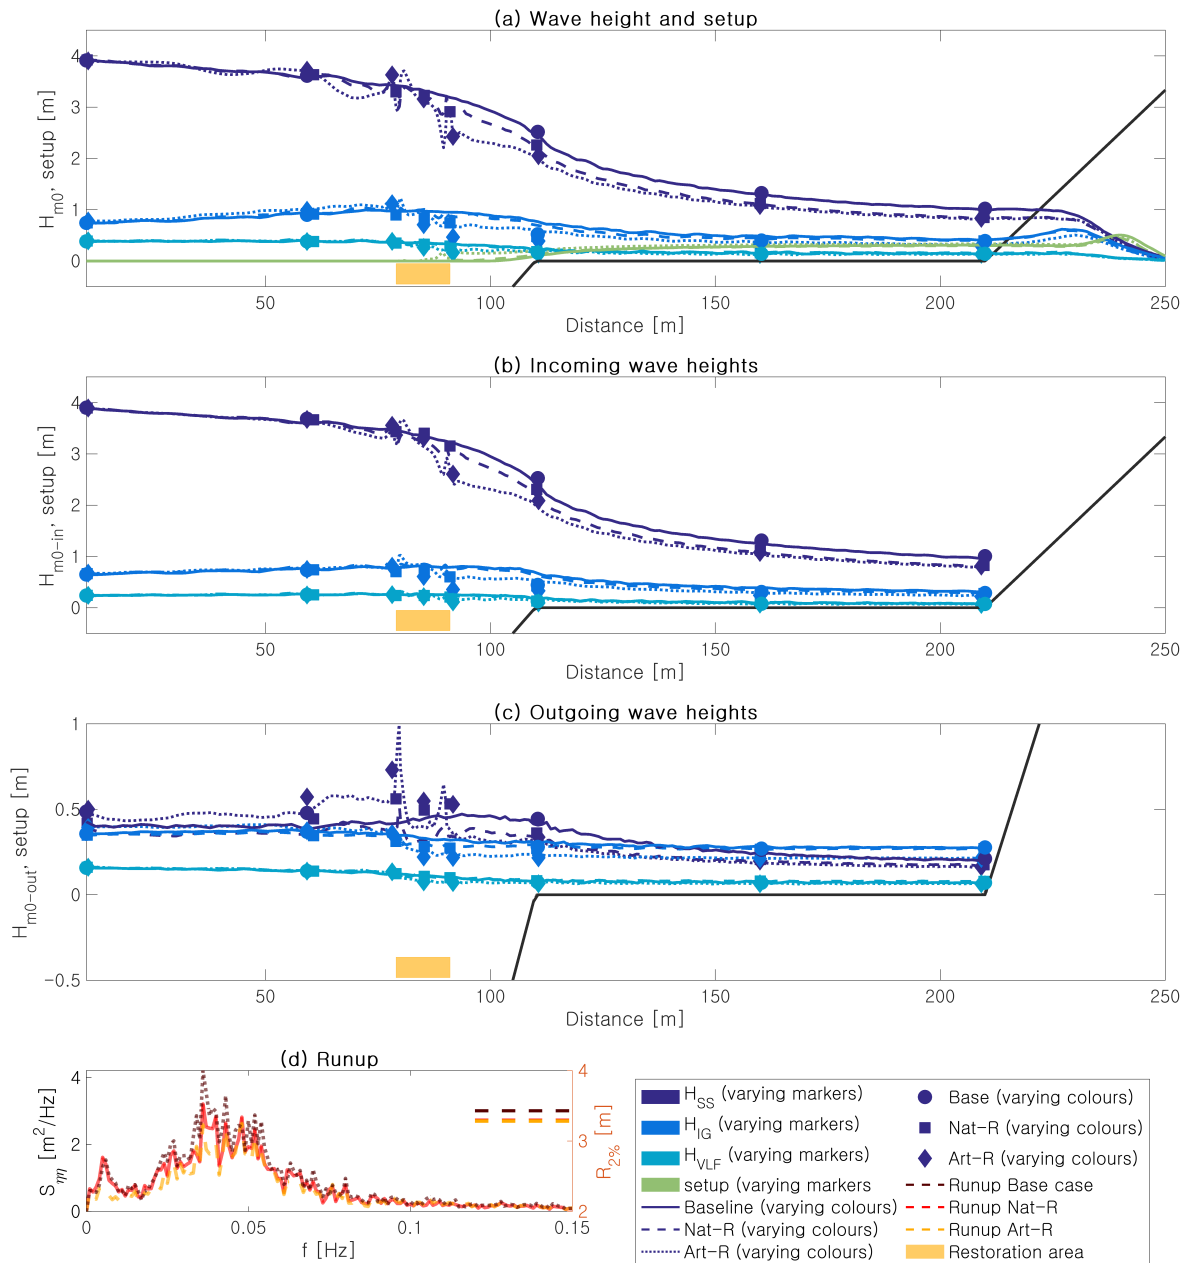 (a) Wave height and setup
H_m0, setup [m]
4
3
2
1
0
50
100
150
200
250
Distance [m]
(b) Incoming wave heights
H_m0-in, setup [m]
4
3
2
1
0
50
100
150
200
250
Distance [m]
(c) Outgoing wave heights
H_m0-out, setup [m]
1
0.5
0
-0.5
50
100
150
200
250
Distance [m]
(d) Runup
S_η [m²/Hz]
4
2
0
0
0.05
0.1
0.15
f [Hz]
4
3
2
R_2% [m]
H_SS (varying markers)
H_IG (varying markers)
H_VLF (varying markers)
setup (varying markers
Baseline (varying colours)
Nat-R (varying colours)
Art-R (varying colours)
Base (varying colours)
Nat-R (varying colours)
Art-R (varying colours)
Runup Base case
Runup Nat-R
Runup Art-R
Restoration area